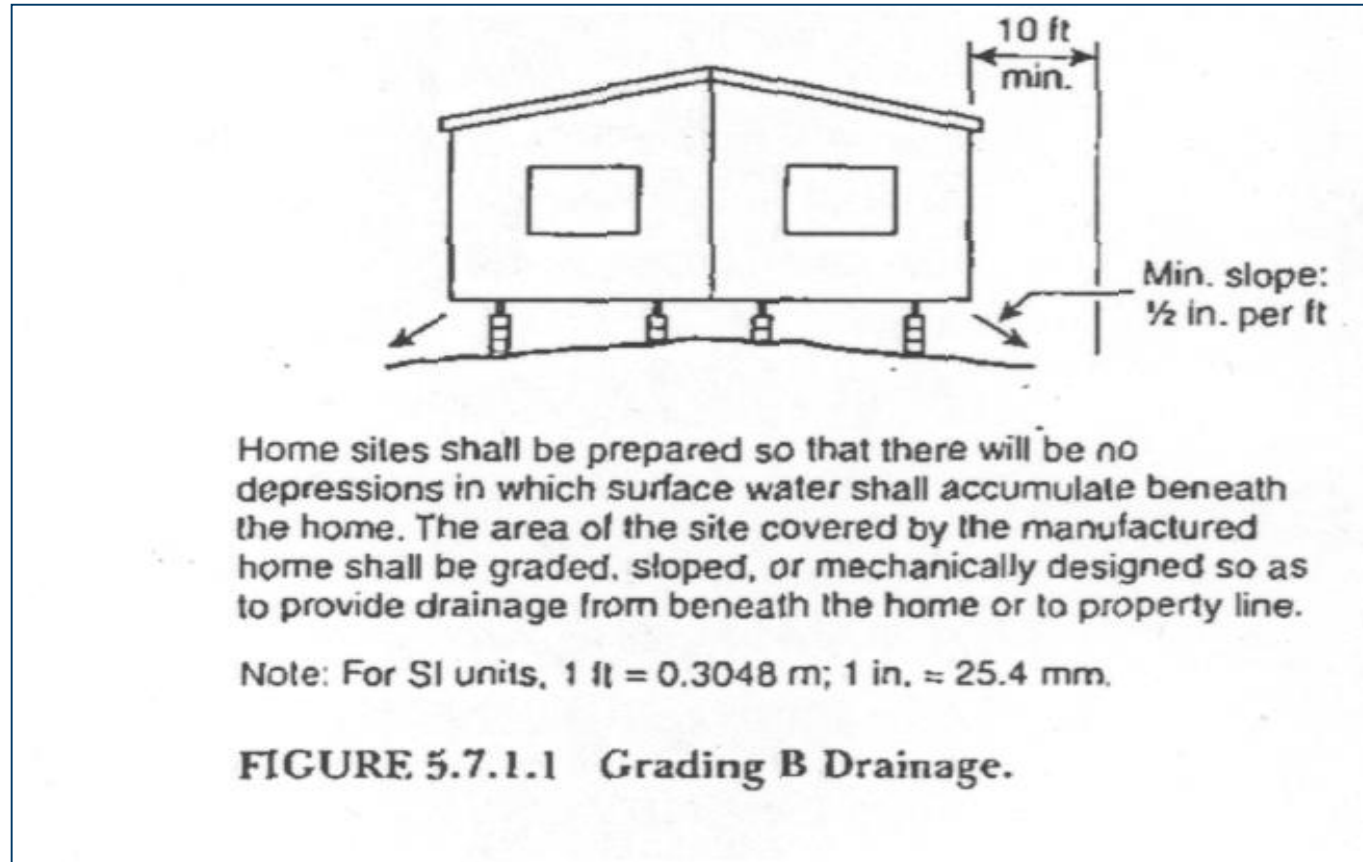 10 ft
min.
Min. slope:
½ in. per ft
Home sites shall be prepared so that there will be no
depressions in which surface water shall accumulate beneath
the home. The area of the site covered by the manufactured
home shall be graded, sloped, or mechanically designed so as
to provide drainage from beneath the home or to property line.
Note: For SI units, 1 ft = 0.3048 m; 1 in. = 25.4 mm.
FIGURE 5.7.1.1 Grading B Drainage.